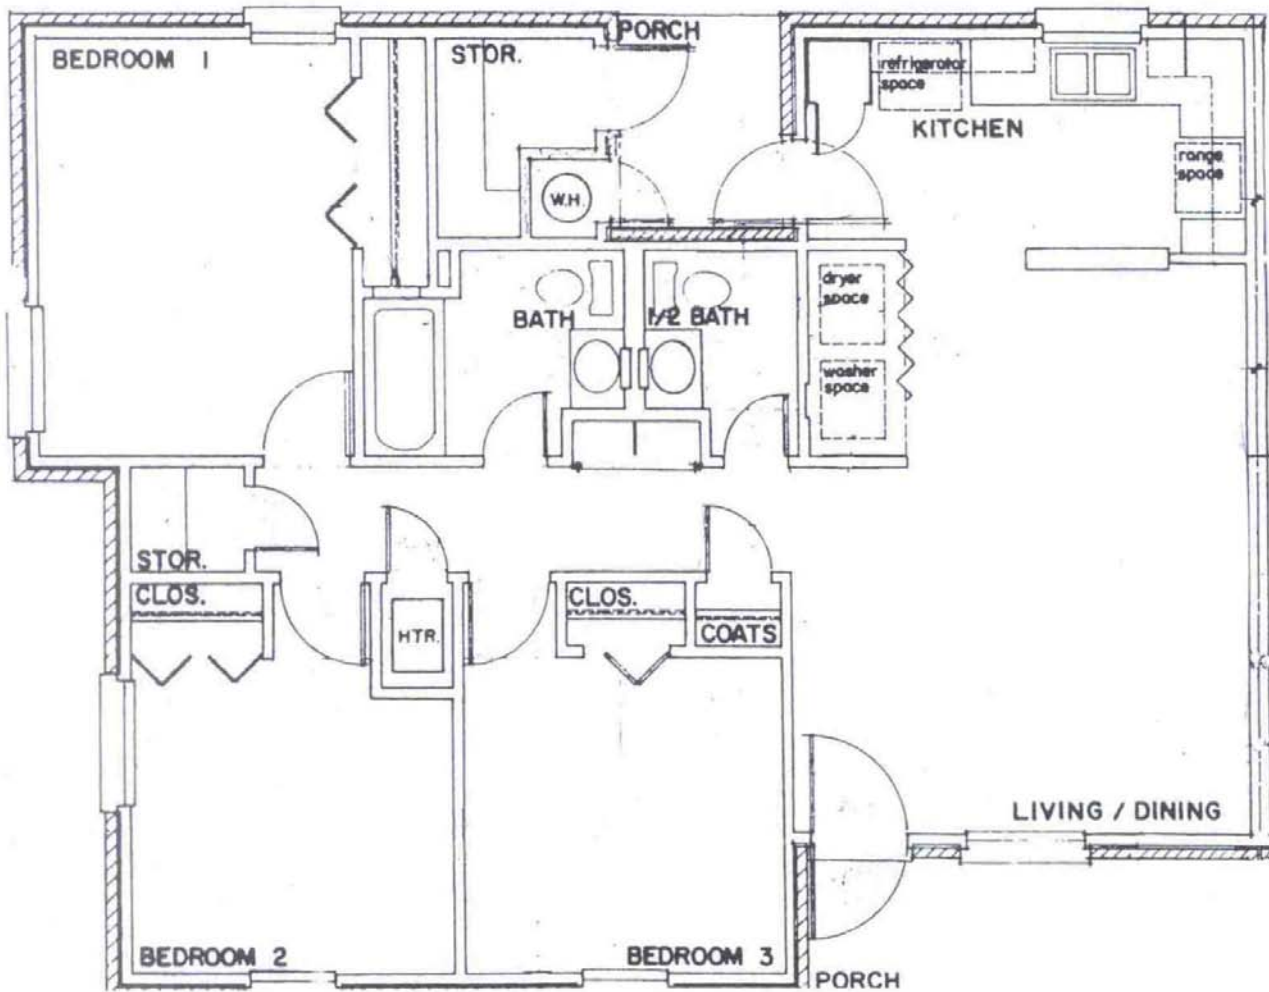 PORCH
BEDROOM 1
STOR.
refrigerator
space
KITCHEN
range
space
W.H.
dryer
space
BATH
1/2 BATH
washer
space
STOR.
CLOS.
CLOS.
HTR.
COATS
LIVING / DINING
BEDROOM 2
BEDROOM 3
PORCH